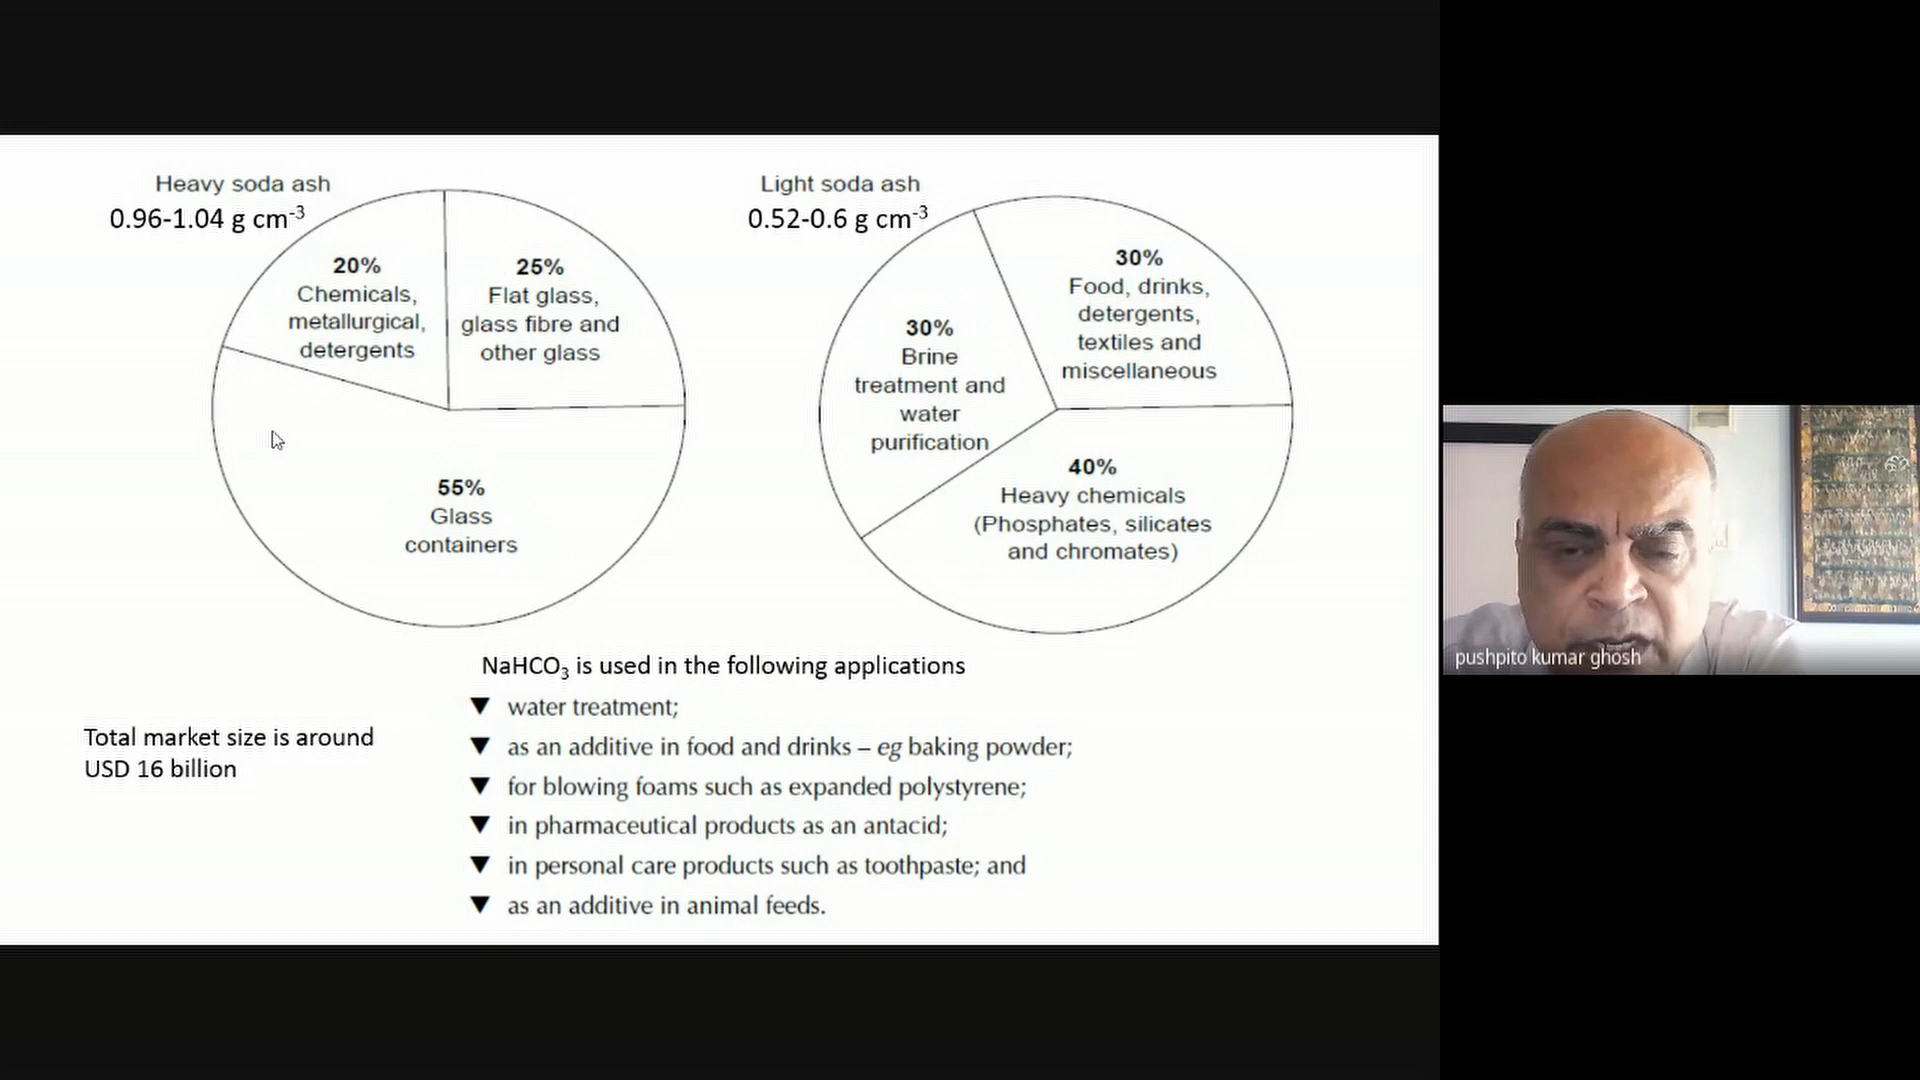 Heavy soda ash
0.96-1.04 g cm-3
20%
Chemicals,
metallurgical,
detergents
25%
Flat glass,
glass fibre and
other glass
55%
Glass
containers
Light soda ash
0.52-0.6 g cm-3
30%
Food, drinks,
detergents,
textiles and
miscellaneous
30%
Brine
treatment and
water
purification
40%
Heavy chemicals
(Phosphates, silicates
and chromates)
NaHCO3 is used in the following applications
▼ water treatment;
▼ as an additive in food and drinks – eg baking powder;
▼ for blowing foams such as expanded polystyrene;
▼ in pharmaceutical products as an antacid;
▼ in personal care products such as toothpaste; and
▼ as an additive in animal feeds.
Total market size is around
USD 16 billion
pushpito kumar ghosh